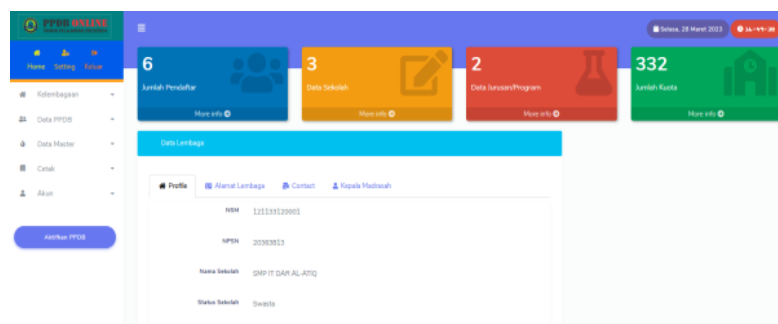 PPDB ONLINE
Home Setting Keluar
Kelembagaan
Data PPDB
Data Master
Cetak
Akun
Aktifkan PPDB
Selasa, 28 Maret 2023
6
Jumlah Pendaftar
More info
3
Data Sekolah
More info
2
Data Jurusan/Program
More info
332
Jumlah Kuota
More info
Data Lembaga
Profile Alamat Lembaga Contact Kepala Madrasah
NSM 121133120001
NPSN 20363813
Nama Sekolah SMP IT DAR AL-ATIQ
Status Sekolah Swasta